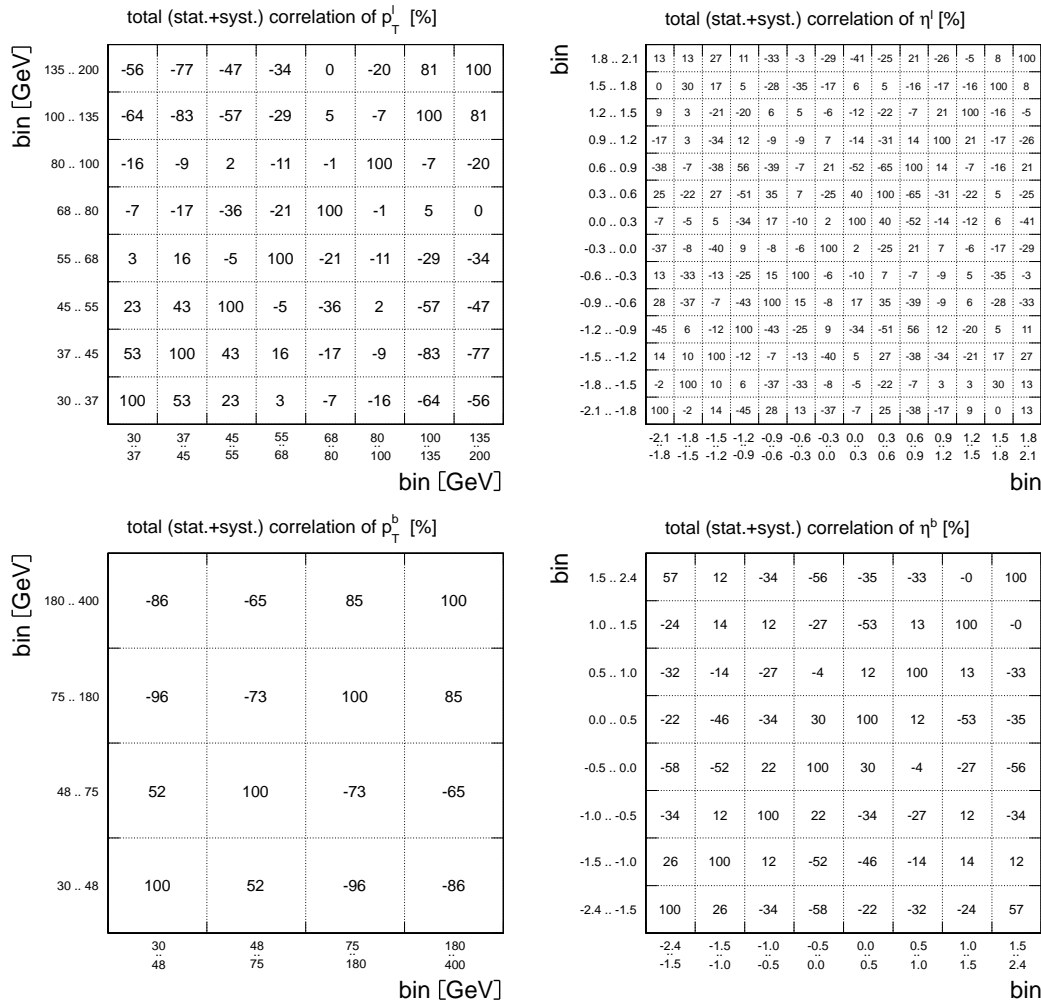 total (stat.+syst.) correlation of p_T^l [%]
bin [GeV]
135 .. 200 -56 -77 -47 -34 0 -20 81 100
100 .. 135 -64 -83 -57 -29 5 -7 100 81
80 .. 100 -16 -9 2 -11 -1 100 -7 -20
68 .. 80 -7 -17 -36 -21 100 -1 5 0
55 .. 68 3 16 -5 100 -21 -11 -29 -34
45 .. 55 23 43 100 -5 -36 2 -57 -47
37 .. 45 53 100 43 16 -17 -9 -83 -77
30 .. 37 100 53 23 3 -7 -16 -64 -56
30 37 45 55 68 80 100 135
.. .. .. .. .. .. .. ..
37 45 55 68 80 100 135 200
bin [GeV]
total (stat.+syst.) correlation of η^l [%]
bin
1.8 .. 2.1 13 13 27 11 -33 -3 -29 -41 -25 21 -26 -5 8 100
1.5 .. 1.8 0 30 17 5 -28 -35 -17 6 5 -16 -17 -16 100 8
1.2 .. 1.5 9 3 -21 -20 6 5 -6 -12 -22 -7 21 100 -16 -5
0.9 .. 1.2 -17 3 -34 12 -9 -9 7 -14 -31 14 100 21 -17 -26
0.6 .. 0.9 -38 -7 -38 56 -39 -7 21 -52 -65 100 14 -7 -16 21
0.3 .. 0.6 25 -22 27 -51 35 7 -25 40 100 -65 -31 -22 5 -25
0.0 .. 0.3 -7 -5 5 -34 17 -10 2 100 40 -52 -14 -12 6 -41
-0.3 .. 0.0 -37 -8 -40 9 -8 -6 100 2 -25 21 7 -6 -17 -29
-0.6 .. -0.3 13 -33 -13 -25 15 100 -6 -10 7 -7 -9 5 -35 -3
-0.9 .. -0.6 28 -37 -7 -43 100 15 -8 17 35 -39 -9 6 -28 -33
-1.2 .. -0.9 -45 6 -12 100 -43 -25 9 -34 -51 56 12 -20 5 11
-1.5 .. -1.2 14 10 100 -12 -7 -13 -40 5 27 -38 -34 -21 17 27
-1.8 .. -1.5 -2 100 10 6 -37 -33 -8 -5 -22 -7 3 3 30 13
-2.1 .. -1.8 100 -2 14 -45 28 13 -37 -7 25 -38 -17 9 0 13
-2.1 -1.8 -1.5 -1.2 -0.9 -0.6 -0.3 0.0 0.3 0.6 0.9 1.2 1.5 1.8
.. .. .. .. .. .. .. .. .. .. .. .. .. ..
-1.8 -1.5 -1.2 -0.9 -0.6 -0.3 0.0 0.3 0.6 0.9 1.2 1.5 1.8 2.1
bin
total (stat.+syst.) correlation of p_T^b [%]
bin [GeV]
180 .. 400 -86 -65 85 100
75 .. 180 -96 -73 100 85
48 .. 75 52 100 -73 -65
30 .. 48 100 52 -96 -86
30 48 75 180
.. .. .. ..
48 75 180 400
bin [GeV]
total (stat.+syst.) correlation of η^b [%]
bin
1.5 .. 2.4 57 12 -34 -56 -35 -33 -0 100
1.0 .. 1.5 -24 14 12 -27 -53 13 100 -0
0.5 .. 1.0 -32 -14 -27 -4 12 100 13 -33
0.0 .. 0.5 -22 -46 -34 30 100 12 -53 -35
-0.5 .. 0.0 -58 -52 22 100 30 -4 -27 -56
-1.0 .. -0.5 -34 12 100 22 -34 -27 12 -34
-1.5 .. -1.0 26 100 12 -52 -46 -14 14 12
-2.4 .. -1.5 100 26 -34 -58 -22 -32 -24 57
-2.4 -1.5 -1.0 -0.5 0.0 0.5 1.0 1.5
.. .. .. .. .. .. .. ..
-1.5 -1.0 -0.5 0.0 0.5 1.0 1.5 2.4
bin